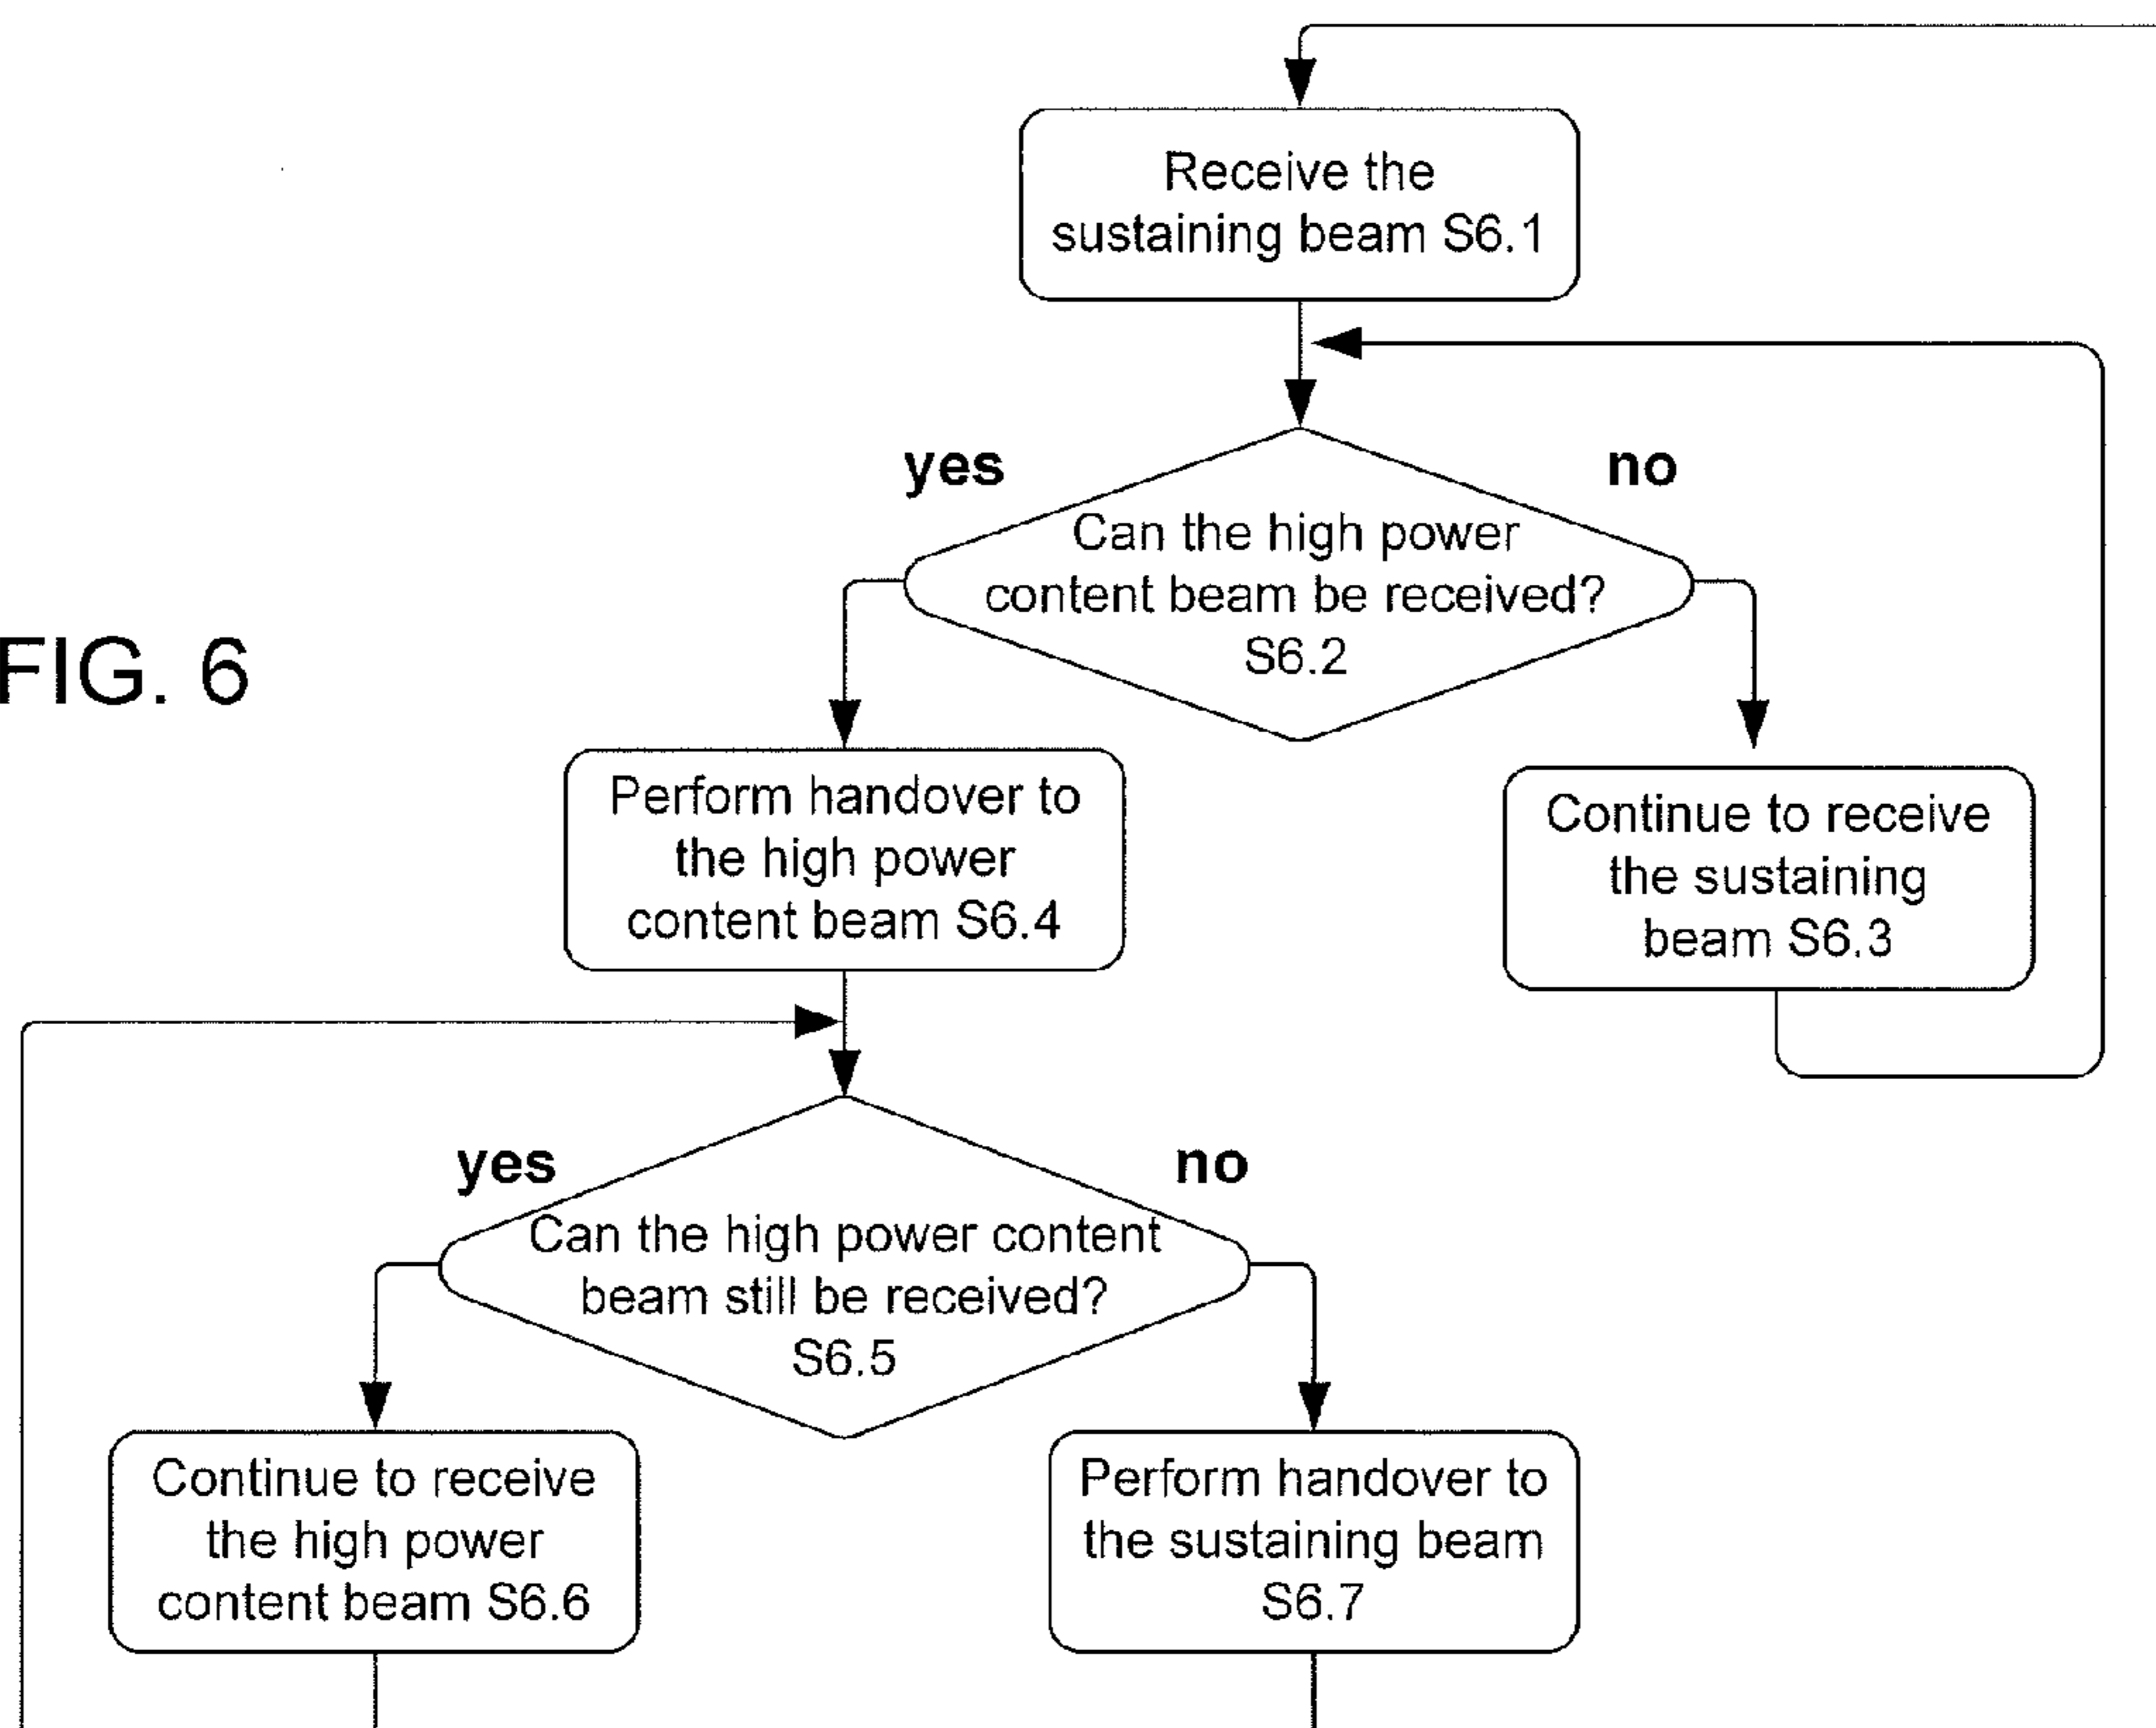 Receive the
sustaining beam S6.1
yes
no
Can the high power
content beam be received?
S6.2
FIG. 6
Perform handover to
the high power
content beam S6.4
Continue to receive
the sustaining
beam S6.3
yes
no
Can the high power content
beam still be received?
S6.5
Continue to receive
the high power
content beam S6.6
Perform handover to
the sustaining beam
S6.7